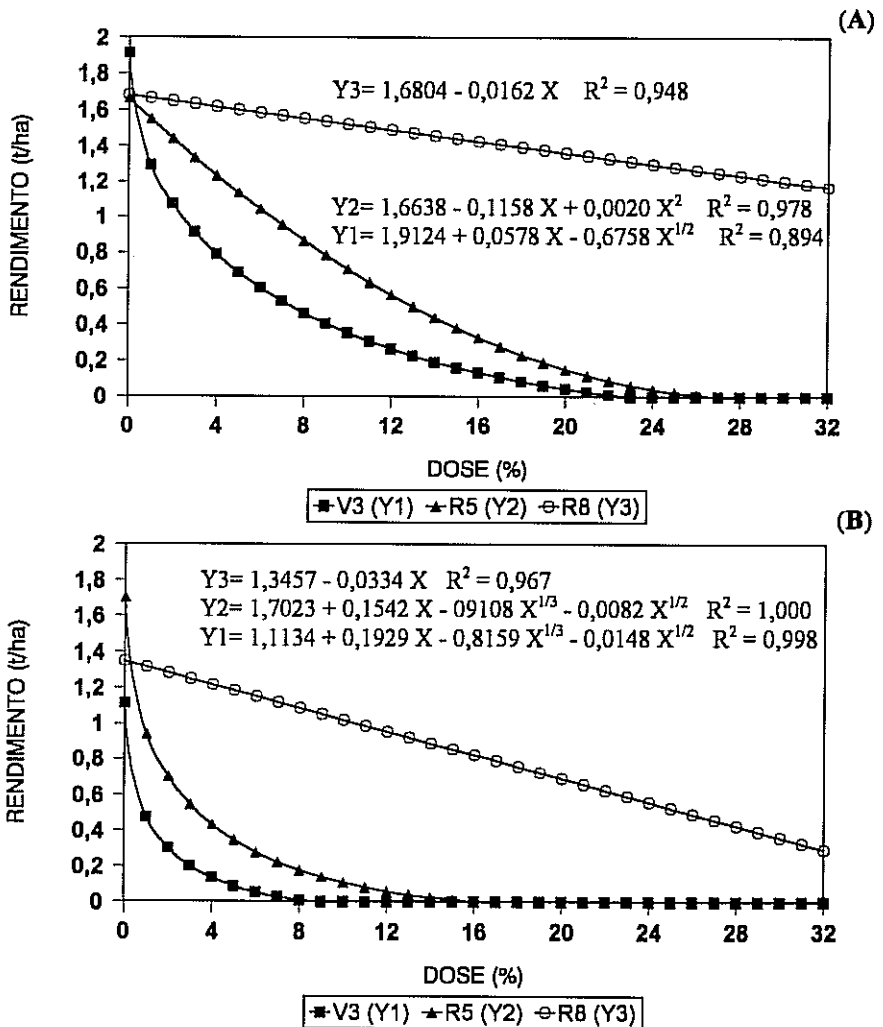 (A)
RENDIMENTO (t/ha)
2
1,8
1,6
1,4
1,2
1
0,8
0,6
0,4
0,2
0
Y3= 1,6804 - 0,0162 X R² = 0,948
Y2= 1,6638 - 0,1158 X + 0,0020 X² R² = 0,978
Y1= 1,9124 + 0,0578 X - 0,6758 X^1/2 R² = 0,894
0 4 8 12 16 20 24 28 32
DOSE (%)
V3 (Y1) R5 (Y2) R8 (Y3)
(B)
RENDIMENTO (t/ha)
2
1,8
1,6
1,4
1,2
1
0,8
0,6
0,4
0,2
0
Y3= 1,3457 - 0,0334 X R² = 0,967
Y2= 1,7023 + 0,1542 X - 09108 X^1/3 - 0,0082 X^1/2 R² = 1,000
Y1= 1,1134 + 0,1929 X - 0,8159 X^1/3 - 0,0148 X^1/2 R² = 0,998
0 4 8 12 16 20 24 28 32
DOSE (%)
V3 (Y1) R5 (Y2) R8 (Y3)